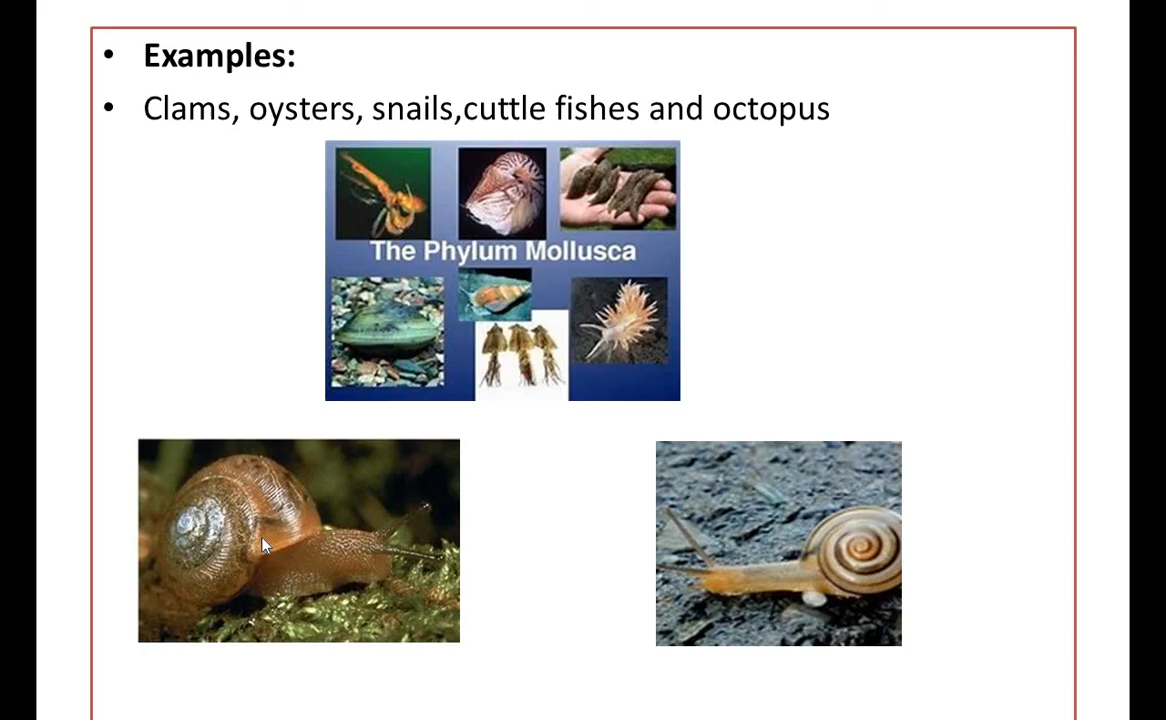 • Examples:
• Clams, oysters, snails,cuttle fishes and octopus
The Phylum Mollusca